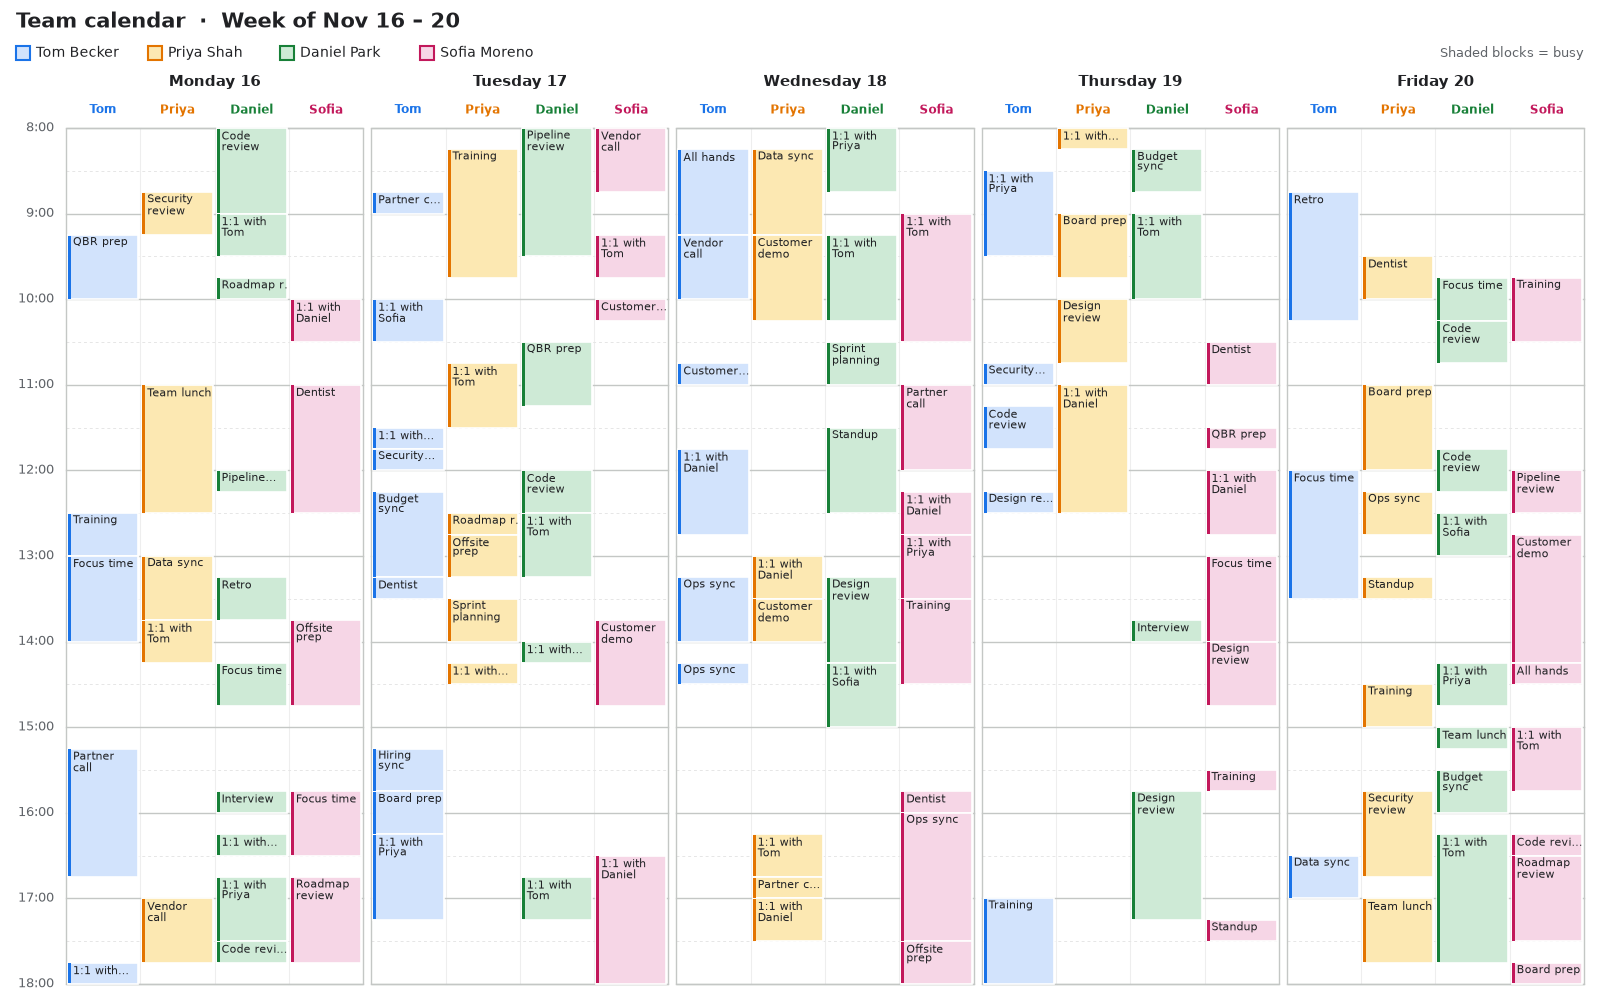 Team calendar · Week of Nov 16 – 20
Tom Becker
Priya Shah
Daniel Park
Sofia Moreno
Shaded blocks = busy
Monday 16
Tuesday 17
Wednesday 18
Thursday 19
Friday 20
Tom
Priya
Daniel
Sofia
Tom
Priya
Daniel
Sofia
Tom
Priya
Daniel
Sofia
Tom
Priya
Daniel
Sofia
Tom
Priya
Daniel
Sofia
8:00
9:00
10:00
11:00
12:00
13:00
14:00
15:00
16:00
17:00
18:00
QBR prep
Training
Focus time
Partner
call
1:1 with...
Security
review
Team lunch
Data sync
1:1 with
Tom
Vendor
call
Code
review
1:1 with
Tom
Roadmap r.
Pipeline...
Retro
Focus time
Interview
1:1 with...
1:1 with
Priya
Code revi...
1:1 with
Daniel
Dentist
Offsite
prep
Focus time
Roadmap
review
Partner c...
1:1 with
Sofia
1:1 with...
Security...
Budget
sync
Dentist
Hiring
sync
Board prep
1:1 with
Priya
Training
1:1 with
Tom
Roadmap r.
Offsite
prep
Sprint
planning
1:1 with...
Pipeline
review
QBR prep
Code
review
1:1 with
Tom
1:1 with...
1:1 with
Tom
Vendor
call
1:1 with
Tom
Customer...
Customer
demo
1:1 with
Daniel
All hands
Vendor
call
Customer...
1:1 with
Daniel
Ops sync
Ops sync
Data sync
Customer
demo
1:1 with
Daniel
Customer
demo
1:1 with
Tom
Partner c...
1:1 with
Daniel
1:1 with
Priya
1:1 with
Tom
Sprint
planning
Standup
Design
review
1:1 with
Sofia
1:1 with
Tom
Partner
call
1:1 with
Daniel
1:1 with
Priya
Training
Dentist
Ops sync
Offsite
prep
1:1 with
Priya
Security...
Code
review
Design re...
Training
1:1 with...
Board prep
Design
review
1:1 with
Daniel
Budget
sync
1:1 with
Tom
Interview
Design
review
Dentist
QBR prep
1:1 with
Daniel
Focus time
Design
review
Training
Standup
Retro
Focus time
Data sync
Dentist
Board prep
Ops sync
Standup
Training
Security
review
Team lunch
Focus time
Code
review
Code
review
1:1 with
Sofia
1:1 with
Priya
Team lunch
Budget
sync
1:1 with
Tom
Training
Pipeline
review
Customer
demo
All hands
1:1 with
Tom
Code revi...
Roadmap
review
Board prep